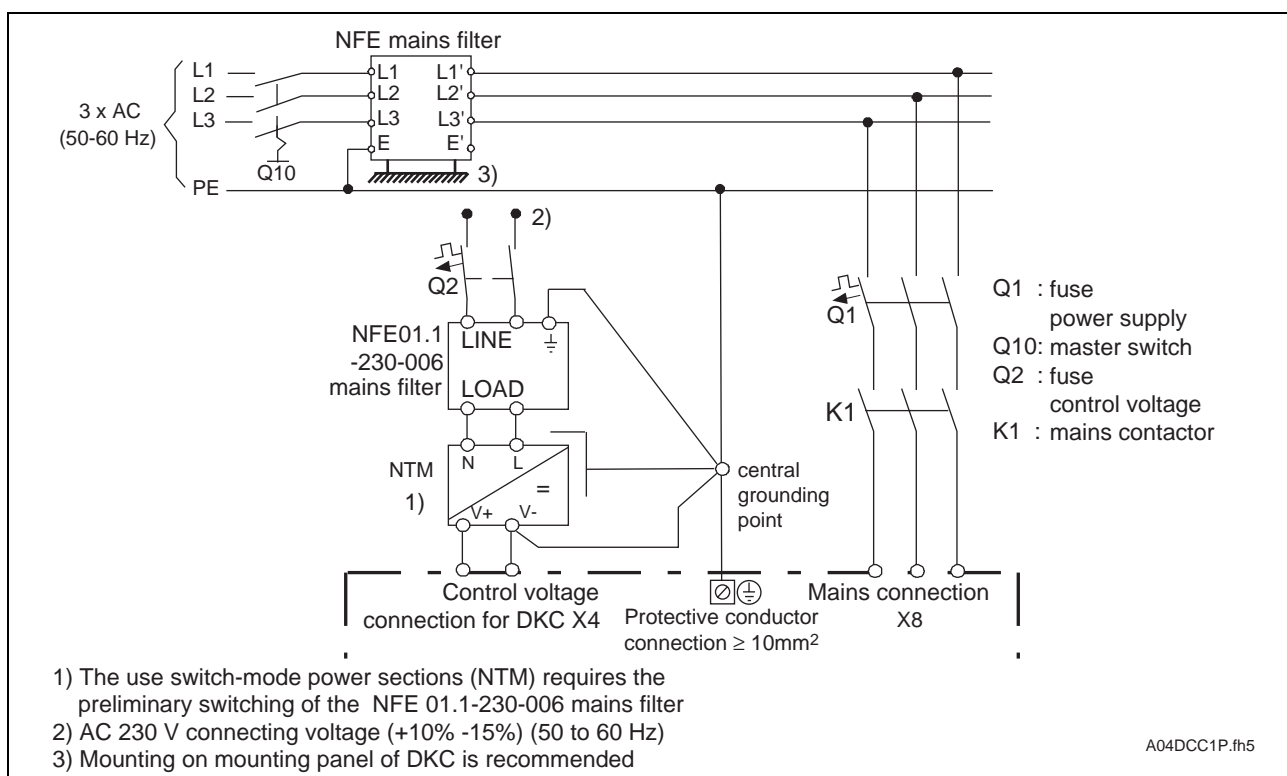 NFE mains filter
L1
L2
L3
3 x AC
(50-60 Hz)
PE
Q10
L1
L2
L3
E
L1'
L2'
L3'
E'
3)
2)
Q2
NFE01.1
-230-006
mains filter
LINE
LOAD
NTM
1)
N
L
=
V+
V-
central
grounding
point
Q1
K1
Q1 : fuse
power supply
Q10: master switch
Q2 : fuse
control voltage
K1 : mains contactor
Control voltage
connection for DKC X4
Protective conductor
connection ≥ 10mm²
Mains connection
X8
1) The use switch-mode power sections (NTM) requires the
preliminary switching of the NFE 01.1-230-006 mains filter
2) AC 230 V connecting voltage (+10% -15%) (50 to 60 Hz)
3) Mounting on mounting panel of DKC is recommended
A04DCC1P.fh5